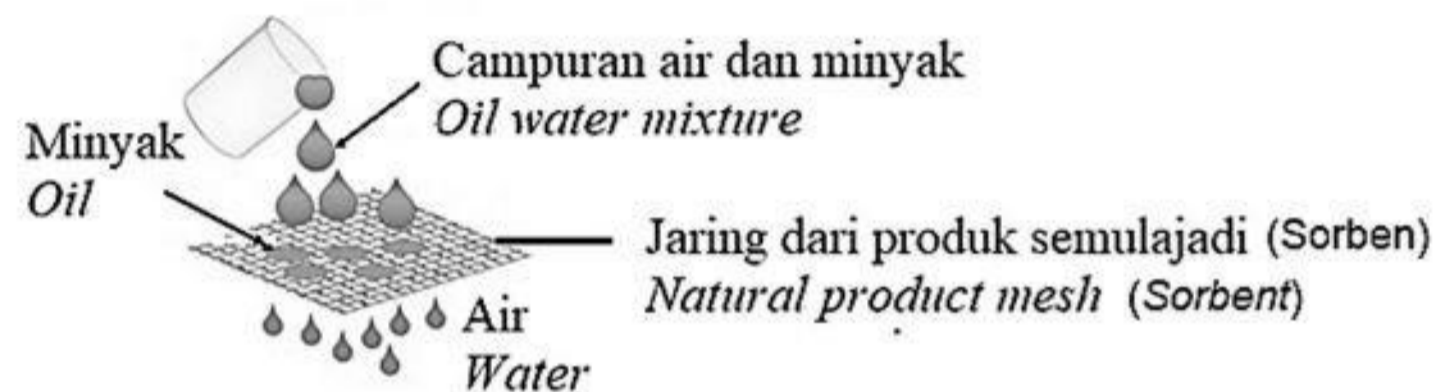 Campuran air dan minyak
Oil water mixture
Minyak
Oil
Jaring dari produk semulajadi (Sorben)
Natural product mesh (Sorbent)
Air
Water